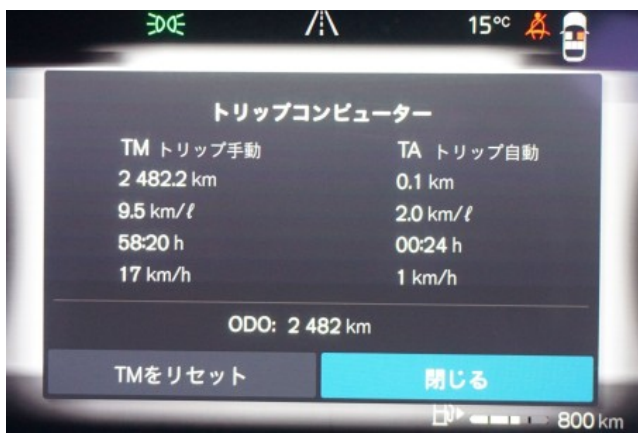 15°C
トリップコンピューター
TM トリップ手動
TA トリップ自動
2 482.2 km
0.1 km
9.5 km/ℓ
2.0 km/ℓ
58:20 h
00:24 h
17 km/h
1 km/h
ODO: 2 482 km
TMをリセット
閉じる
800 km